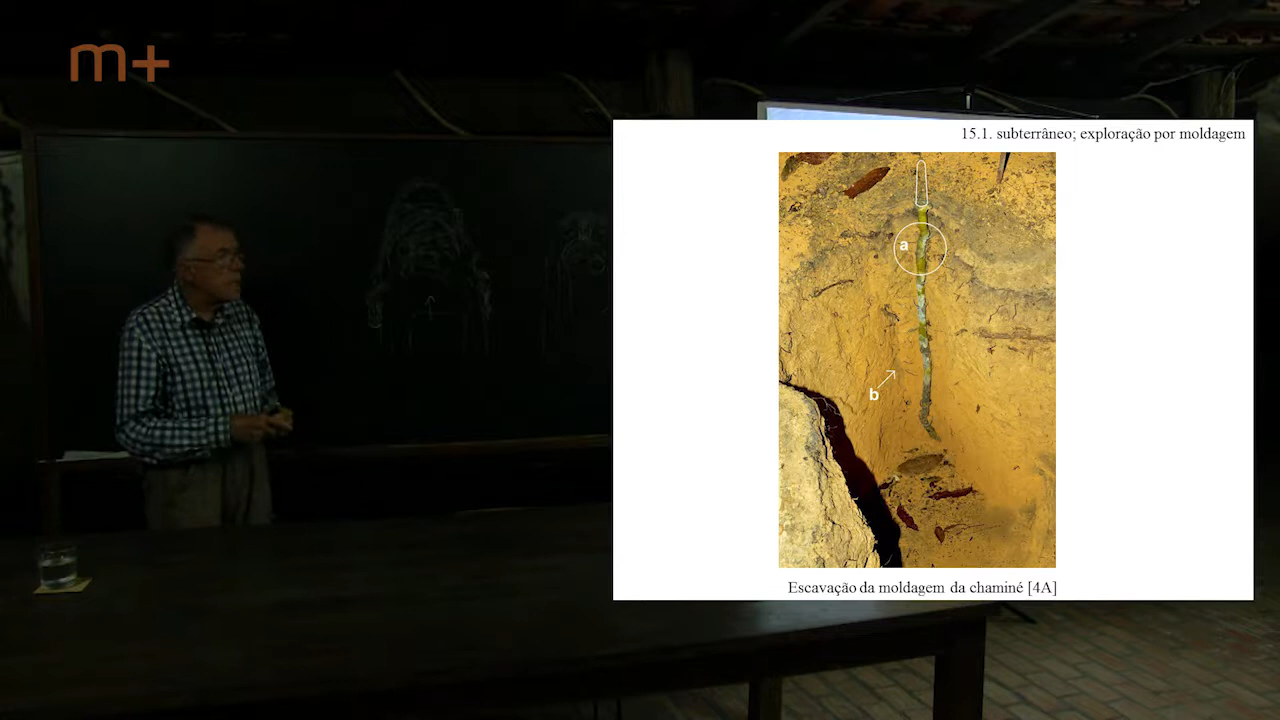 m+
15.1. subterrâneo; exploração por moldagem
a
b
Escavação da moldagem da chaminé [4A]